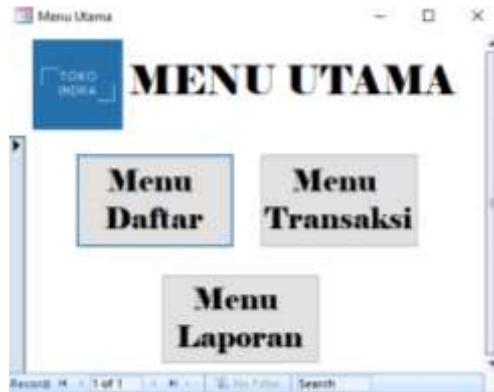 Menu Utama
TOKO
INDRA
MENU UTAMA
Menu
Daftar
Menu
Transaksi
Menu
Laporan
Record: 1 of 1 No Filter Search